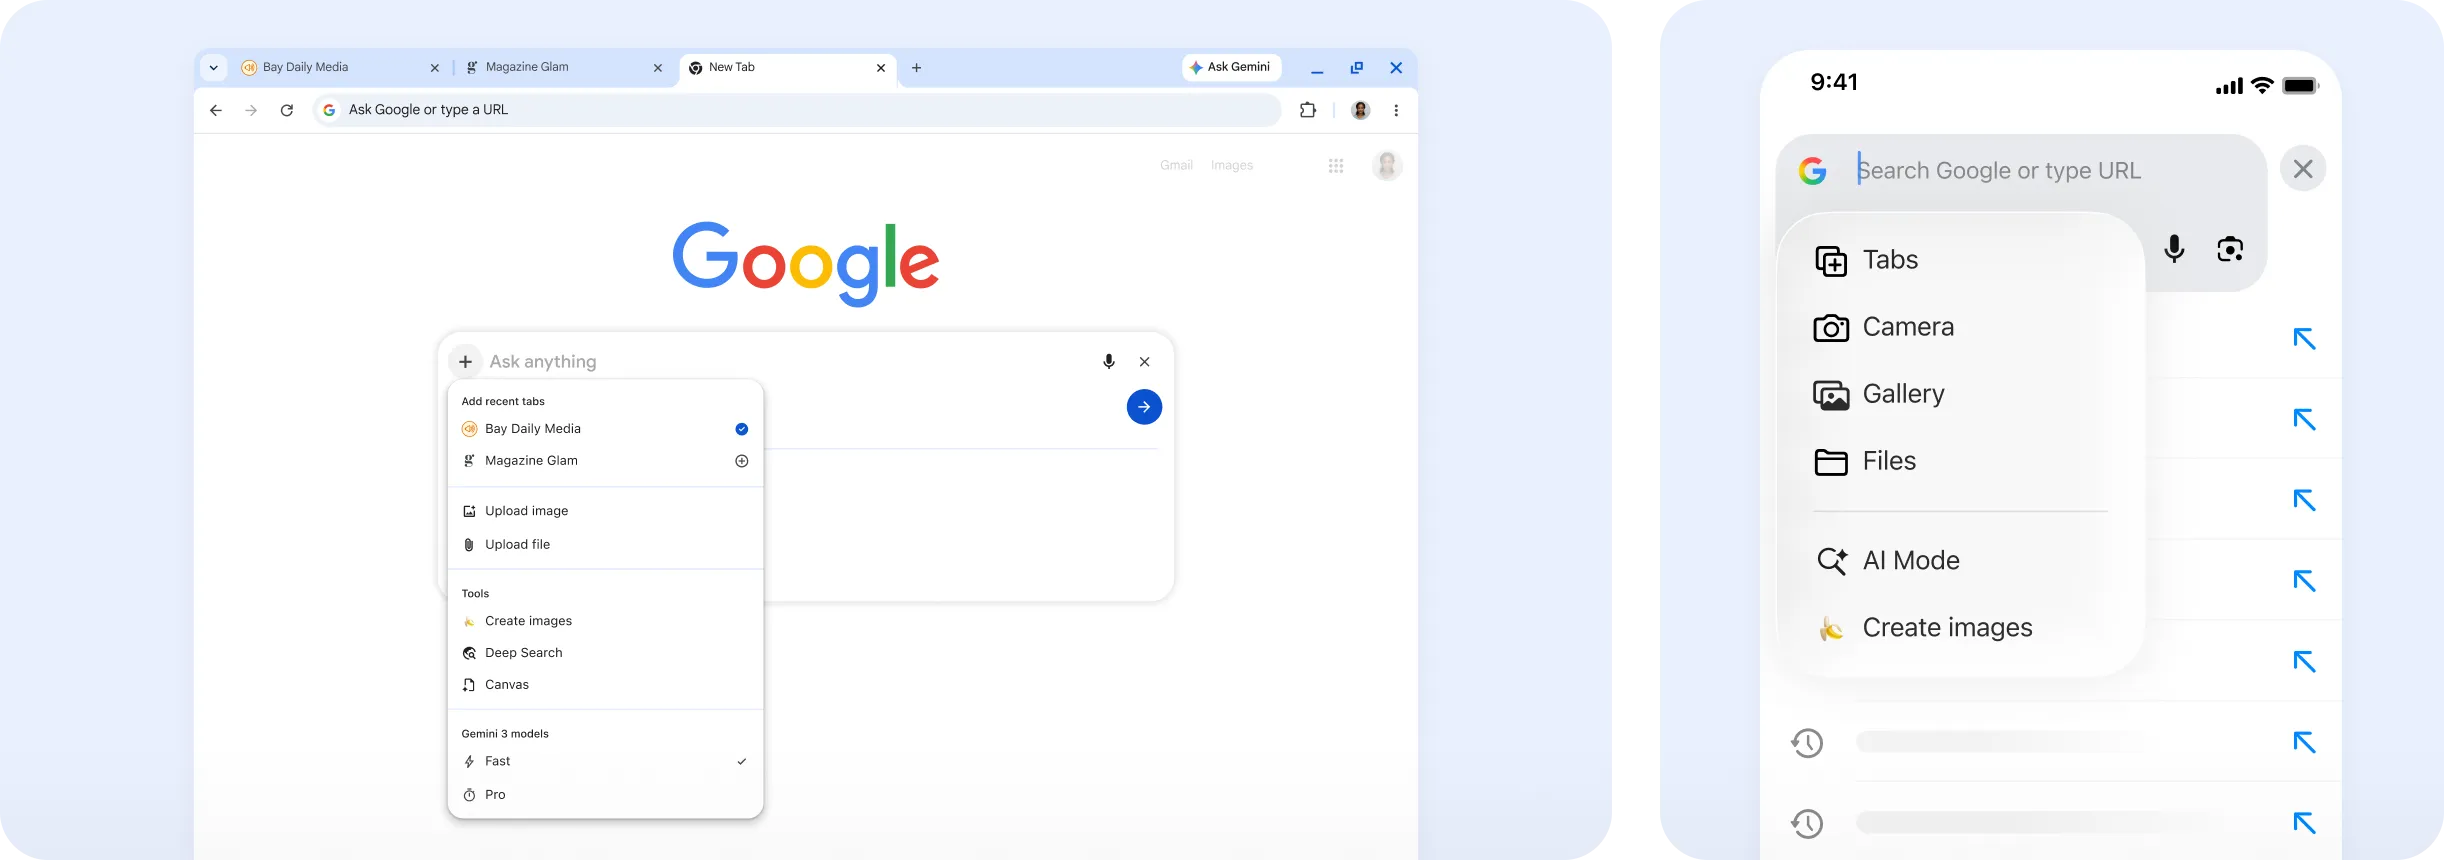 Bay Daily Media
Magazine Glam
New Tab
Ask Gemini
Ask Google or type a URL
Gmail Images
Google
Ask anything
Add recent tabs
Bay Daily Media
Magazine Glam
Upload image
Upload file
Tools
Create images
Deep Search
Canvas
Gemini 3 models
Fast
Pro
9:41
Search Google or type URL
Tabs
Camera
Gallery
Files
AI Mode
Create images